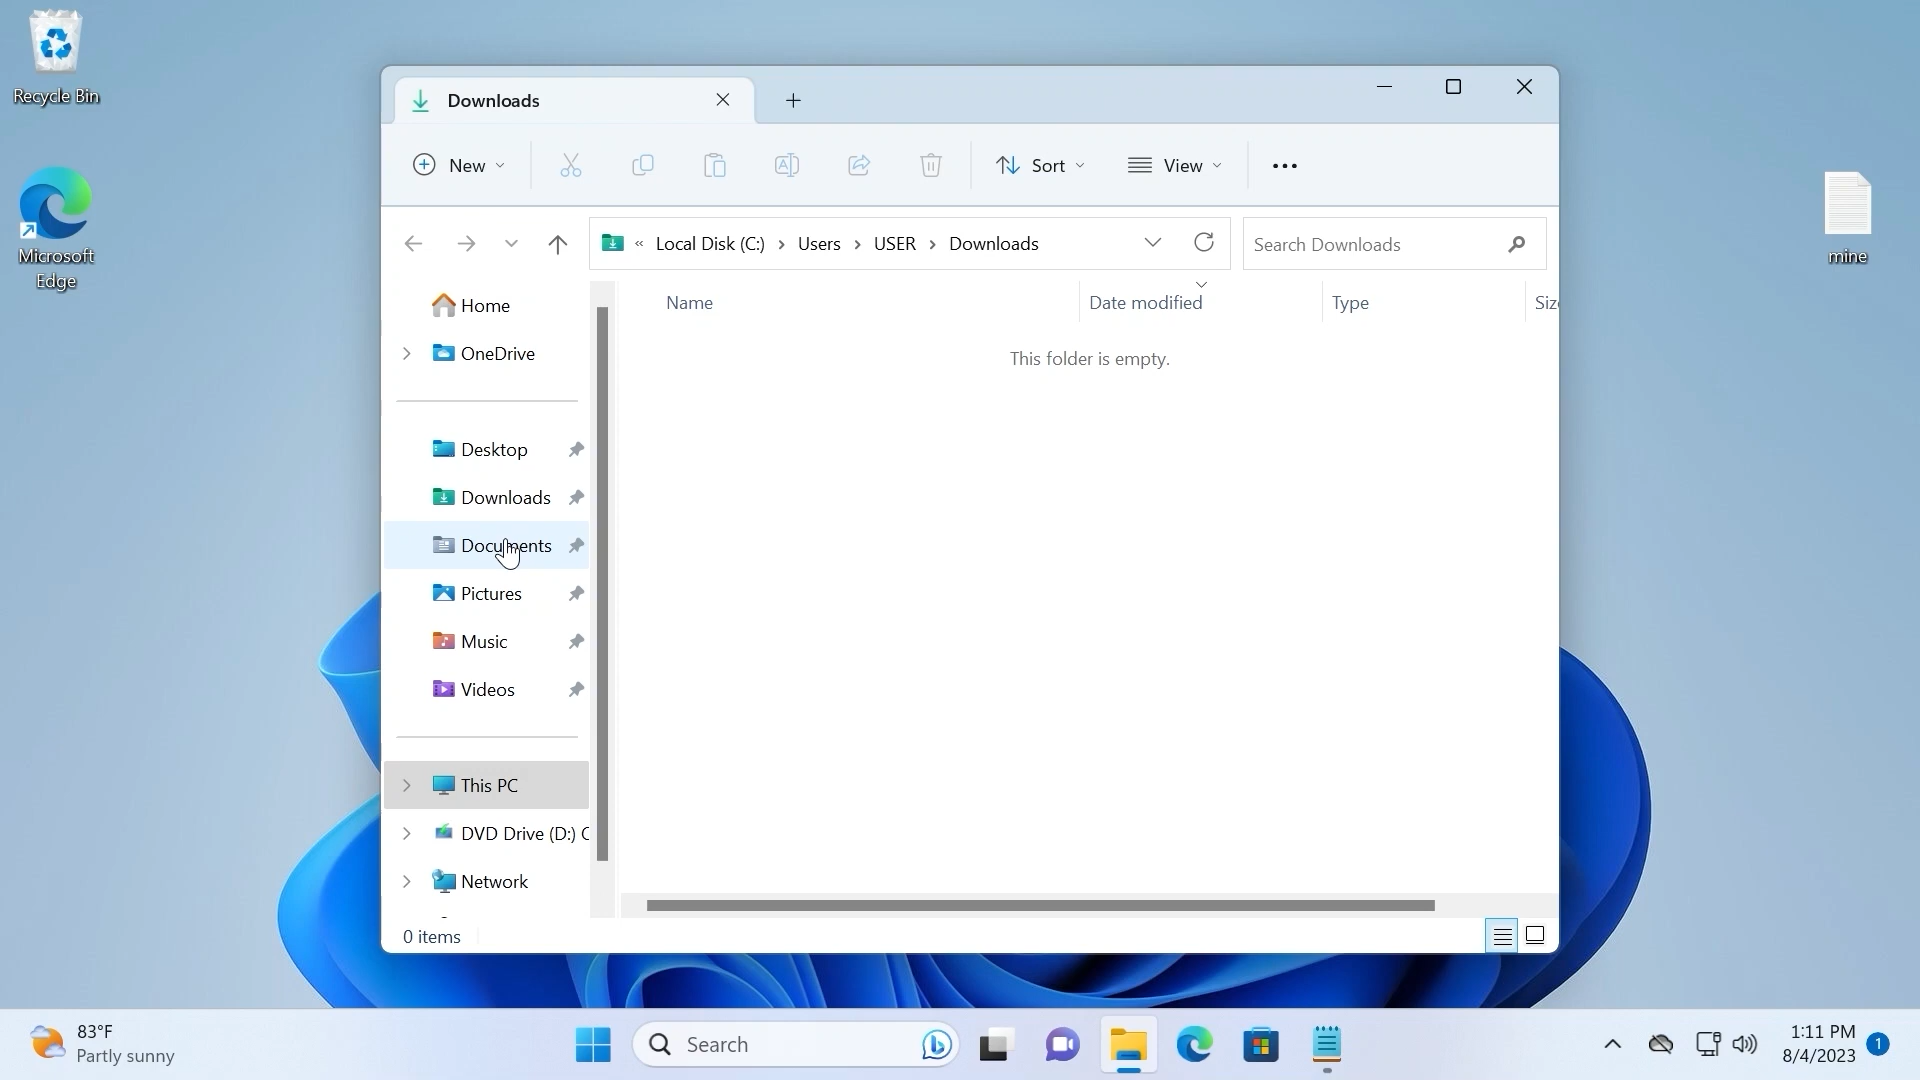 Recycle Bin
Microsoft
Edge
mine
Downloads
New
Sort
View
« Local Disk (C:) › Users › USER › Downloads
Search Downloads
Home
OneDrive
Desktop
Downloads
Documents
Pictures
Music
Videos
This PC
DVD Drive (D:) C
Network
Name
Date modified
Type
Siz
This folder is empty.
0 items
83°F
Partly sunny
Search
1:11 PM
8/4/2023
1